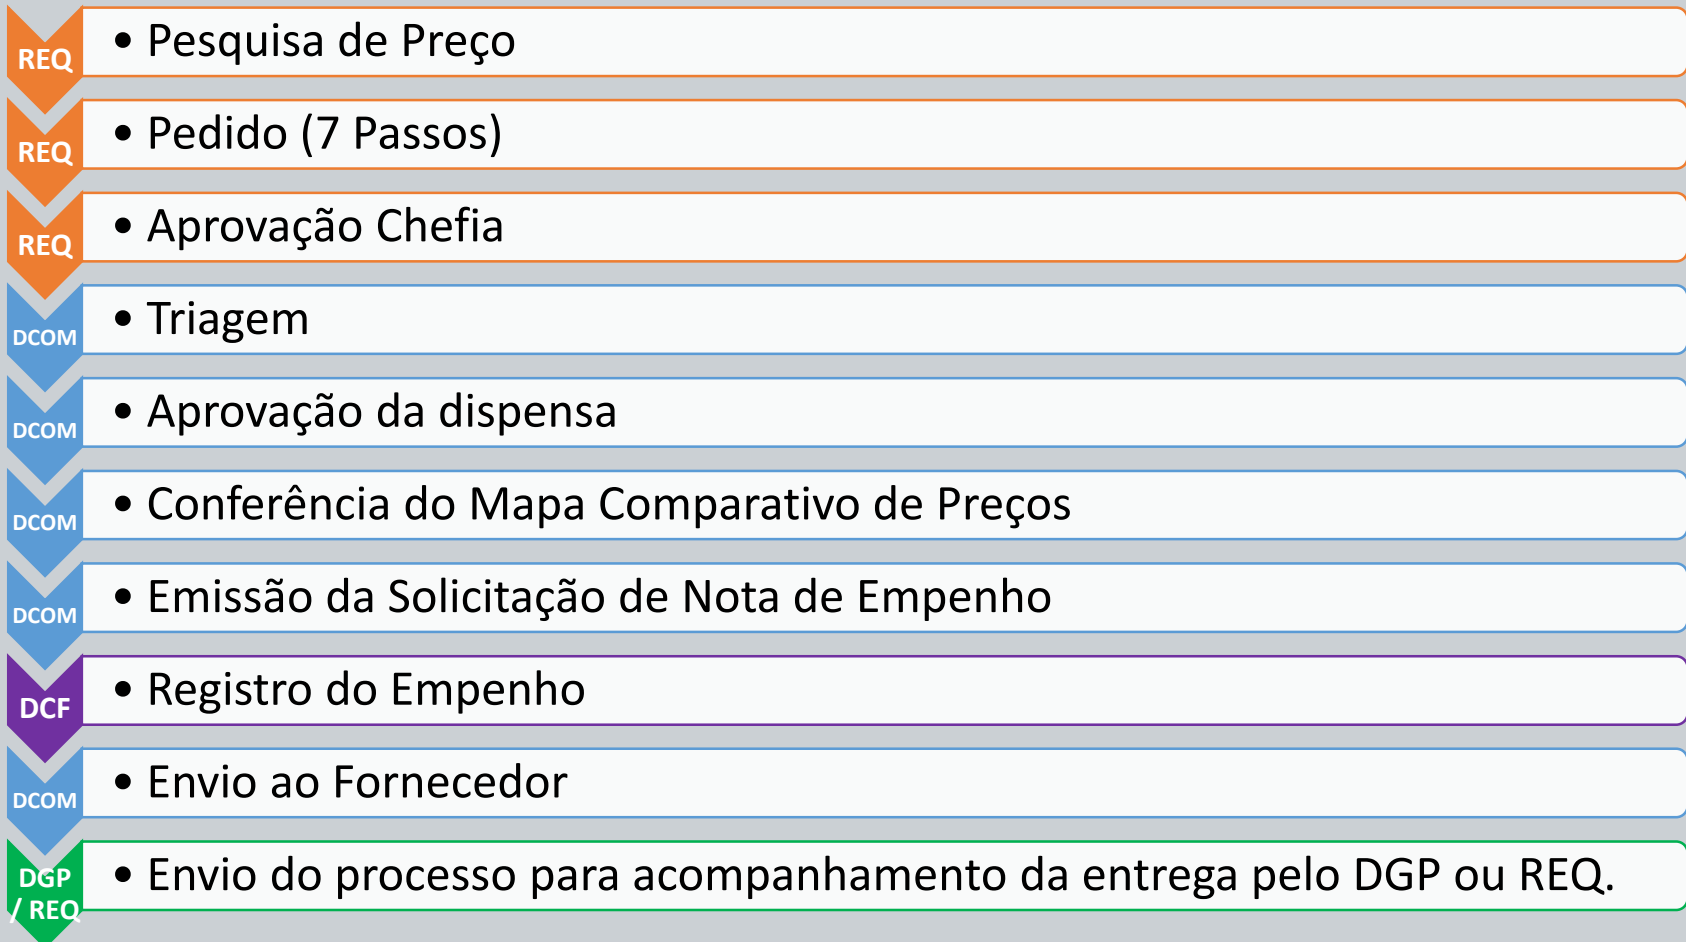 REQ
• Pesquisa de Preço
REQ
• Pedido (7 Passos)
REQ
• Aprovação Chefia
DCOM
• Triagem
DCOM
• Aprovação da dispensa
DCOM
• Conferência do Mapa Comparativo de Preços
DCOM
• Emissão da Solicitação de Nota de Empenho
DCF
• Registro do Empenho
DCOM
• Envio ao Fornecedor
DGP
/ REQ
• Envio do processo para acompanhamento da entrega pelo DGP ou REQ.